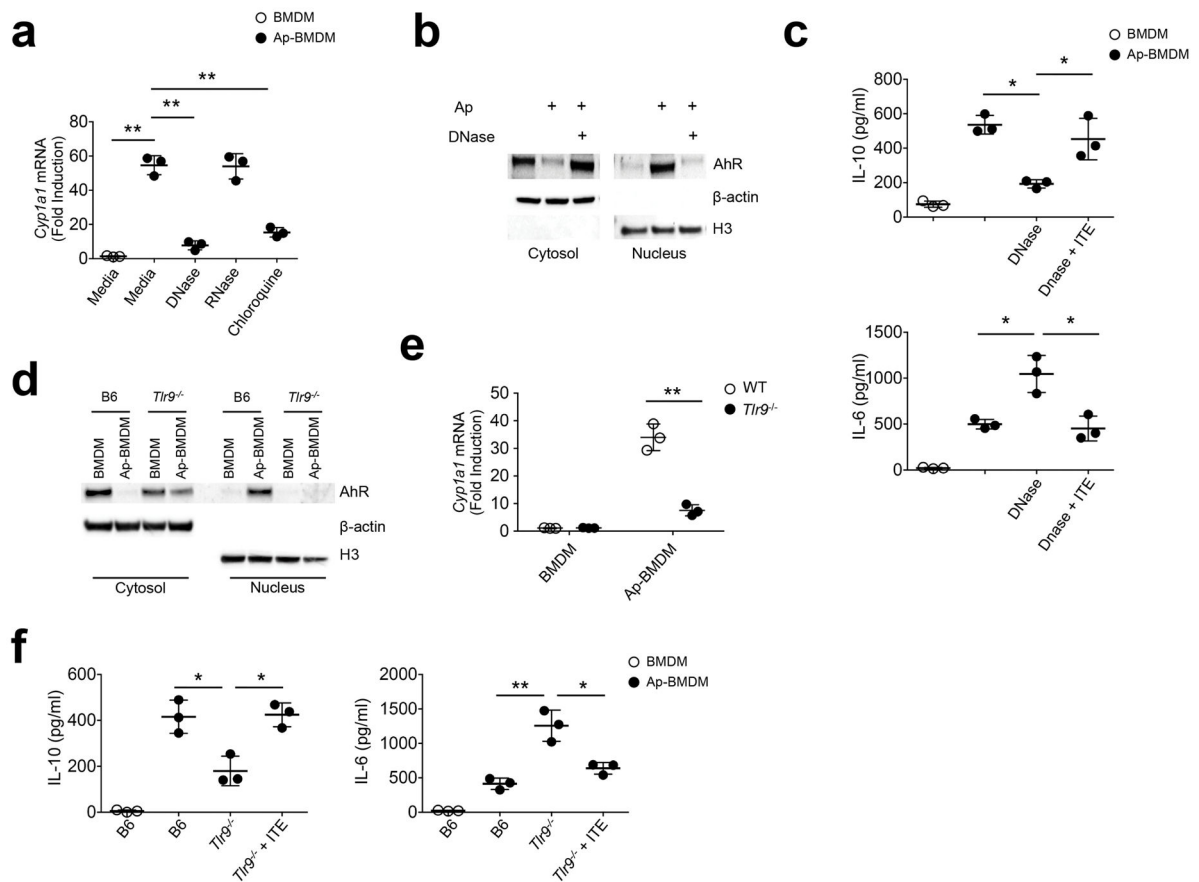 a
BMDM
Ap-BMDM
**
**
**
Cyp1a1 mRNA
(Fold Induction)
80
60
40
20
0
Media
Media
DNase
RNase
Chloroquine
b
Ap + +
DNase +
+ +
+
AhR
β-actin
H3
Cytosol
Nucleus
c
BMDM
Ap-BMDM
IL-10 (pg/ml)
800
600
400
200
0
*
*
DNase
Dnase + ITE
IL-6 (pg/ml)
1500
1000
500
0
*
*
DNase
Dnase + ITE
d
B6 Tlr9-/- B6 Tlr9-/-
BMDM
Ap-BMDM
BMDM
Ap-BMDM
BMDM
Ap-BMDM
BMDM
Ap-BMDM
AhR
β-actin
H3
Cytosol
Nucleus
e
WT
Tlr9-/-
**
Cyp1a1 mRNA
(Fold Induction)
50
40
30
20
10
0
BMDM
Ap-BMDM
f
IL-10 (pg/ml)
600
400
200
0
*
*
B6
B6
Tlr9-/-
Tlr9-/- + ITE
IL-6 (pg/ml)
2000
1500
1000
500
0
**
*
B6
B6
Tlr9-/-
Tlr9-/- + ITE
BMDM
Ap-BMDM